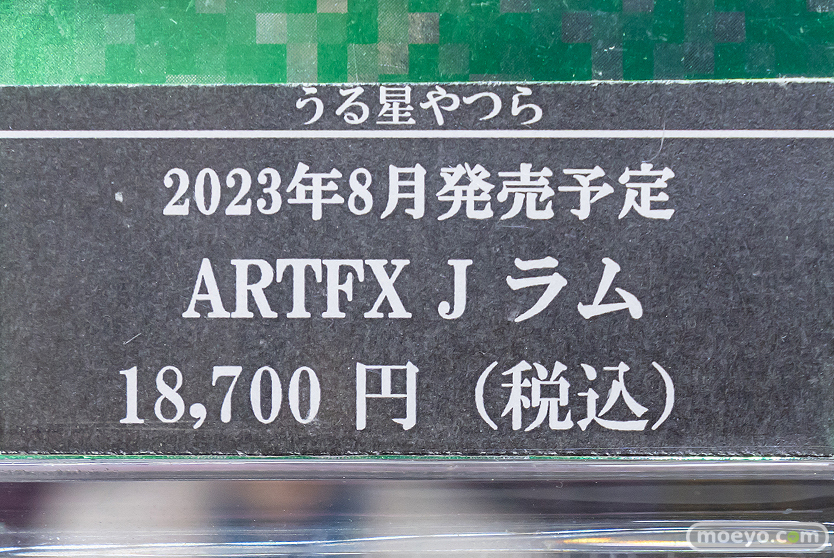 うる星やつら
2023年8月発売予定
ARTFX J ラム
18,700 円（税込）
moeyo.com